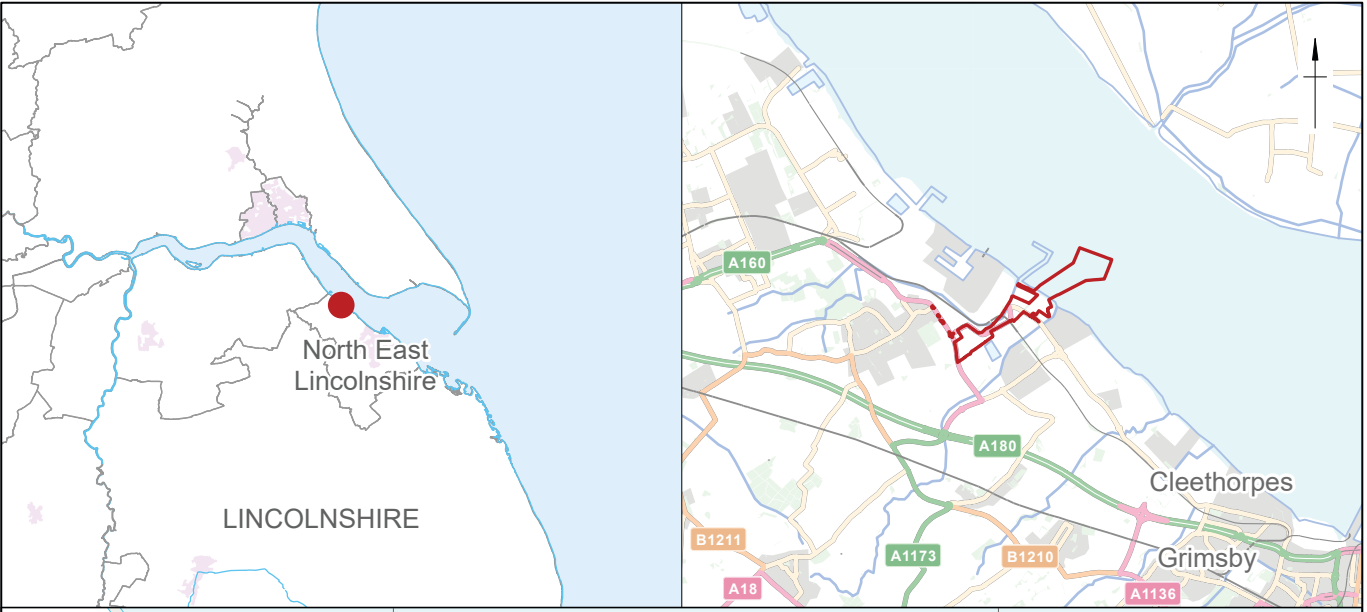 North East
Lincolnshire
LINCOLNSHIRE
A160
A180
Cleethorpes
B1211
A1173
B1210
Grimsby
A18
A1136